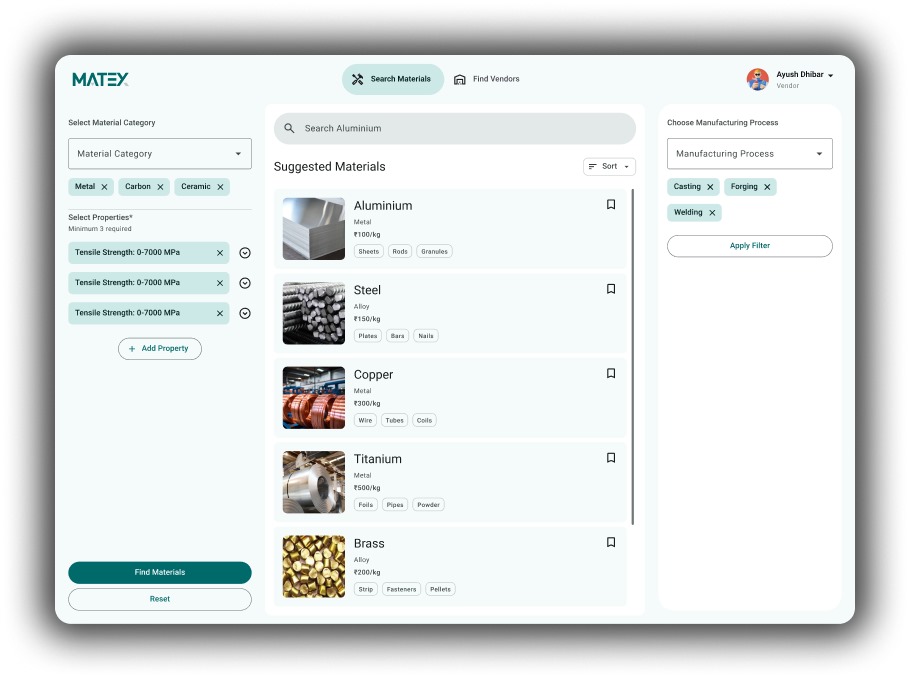 MATEX
Search Materials
Find Vendors
Ayush Dhibar
Vendor
Select Material Category
Material Category
Metal
Carbon
Ceramic
Select Properties*
Minimum 3 required
Tensile Strength: 0-7000 MPa
Tensile Strength: 0-7000 MPa
Tensile Strength: 0-7000 MPa
+ Add Property
Find Materials
Reset
Search Aluminium
Suggested Materials
Sort
Aluminium
Metal
₹100/kg
Sheets Rods Granules
Steel
Alloy
₹150/kg
Plates Bars Nails
Copper
Metal
₹300/kg
Wire Tubes Coils
Titanium
Metal
₹500/kg
Foils Pipes Powder
Brass
Alloy
₹200/kg
Strip Fasteners Pellets
Choose Manufacturing Process
Manufacturing Process
Casting
Forging
Welding
Apply Filter